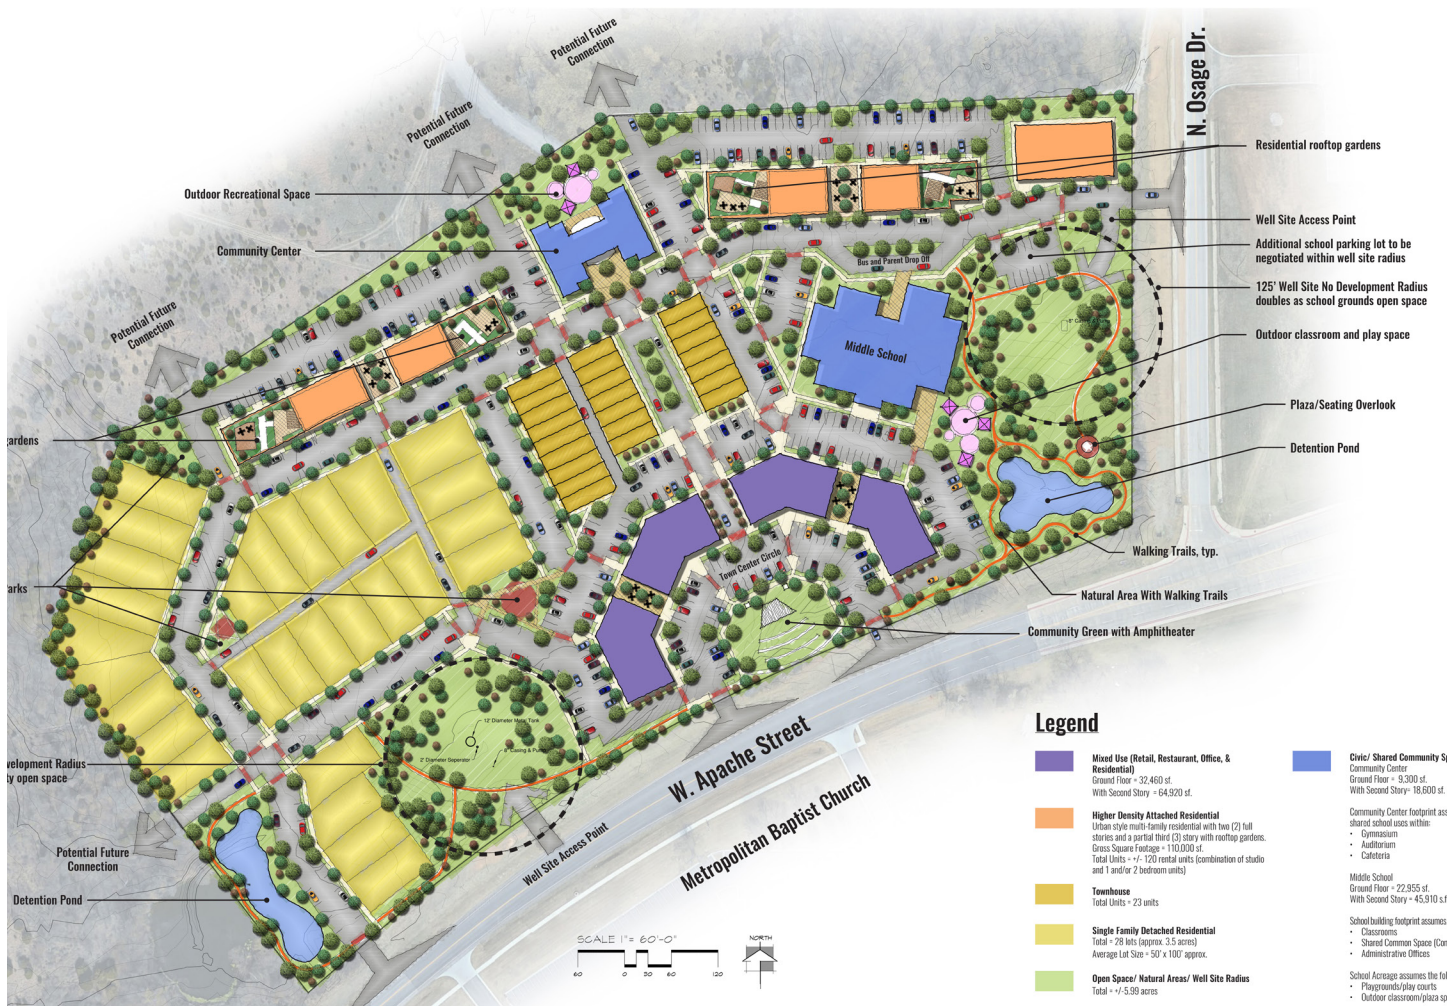 Potential Future
Connection
N. Osage Dr.
Potential Future
Connection
Residential rooftop gardens
Outdoor Recreational Space
Well Site Access Point
Community Center
Additional school parking lot to be
negotiated within well site radius
Bus and Parent Drop Off
125' Well Site No Development Radius
doubles as school grounds open space
Potential Future
Connection
Outdoor classroom and play space
Middle School
Plaza/Seating Overlook
gardens
Detention Pond
Walking Trails, typ.
Town Center Circle
arks
Natural Area With Walking Trails
Community Green with Amphitheater
12' Diameter Metal Tank
2' Diameter Separator
8" Casing & Pump
velopment Radius
ty open space
W. Apache Street
Metropolitan Baptist Church
Well Site Access Point
Potential Future
Connection
Detention Pond
SCALE 1"= 60'-0"
60 0 30 60 120
NORTH
Legend
Mixed Use (Retail, Restaurant, Office, &
Residential)
Ground Floor = 32,460 sf.
With Second Story = 64,920 sf.
Higher Density Attached Residential
Urban style multi-family residential with two (2) full
stories and a partial third (3) story with rooftop gardens.
Gross Square Footage = 110,000 sf.
Total Units = +/- 120 rental units (combination of studio
and 1 and/or 2 bedroom units)
Townhouse
Total Units = 23 units
Single Family Detached Residential
Total = 28 lots (approx. 3.5 acres)
Average Lot Size = 50' x 100' approx.
Open Space/ Natural Areas/ Well Site Radius
Total = +/-5.99 acres
Civic/ Shared Community Sp
Community Center
Ground Floor = 9,300 sf.
With Second Story= 18,600 sf.
Community Center footprint ass
shared school uses within:
• Gymnasium
• Auditorium
• Cafeteria
Middle School
Ground Floor = 22,955 sf.
With Second Story = 45,910 s.f
School building footprint assumes
• Classrooms
• Shared Common Space (Con
• Administrative Offices
School Acreage assumes the fol
• Playgrounds/play courts
• Outdoor classroom/plaza sp